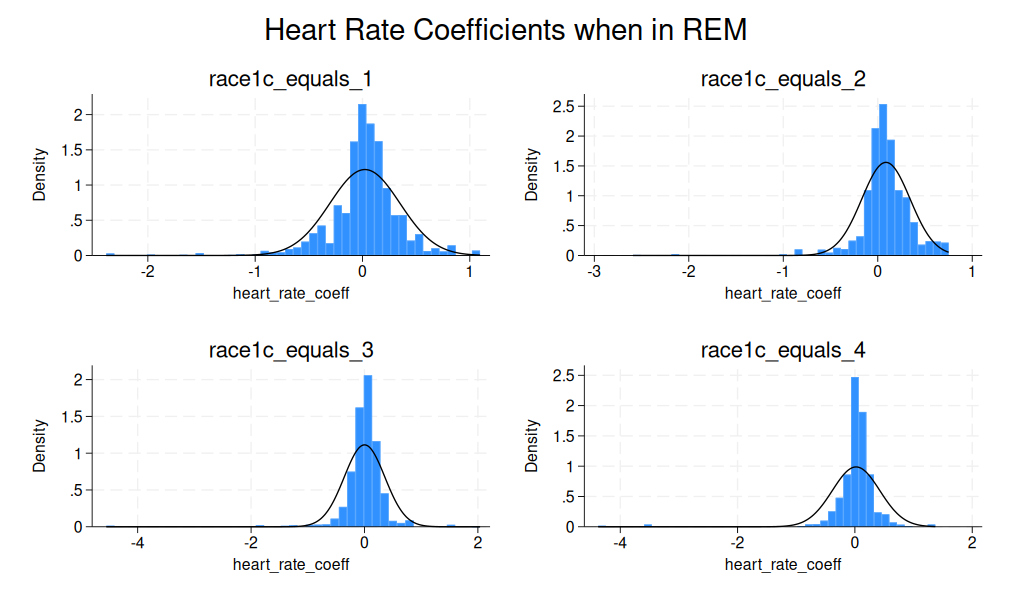 Heart Rate Coefficients when in REM
race1c_equals_1
2
1.5
1
.5
0
Density
-2 -1 0 1
heart_rate_coeff
race1c_equals_2
2.5
2
1.5
1
.5
0
Density
-3 -2 -1 0 1
heart_rate_coeff
race1c_equals_3
2
1.5
1
.5
0
Density
-4 -2 0 2
heart_rate_coeff
race1c_equals_4
2.5
2
1.5
1
.5
0
Density
-4 -2 0 2
heart_rate_coeff